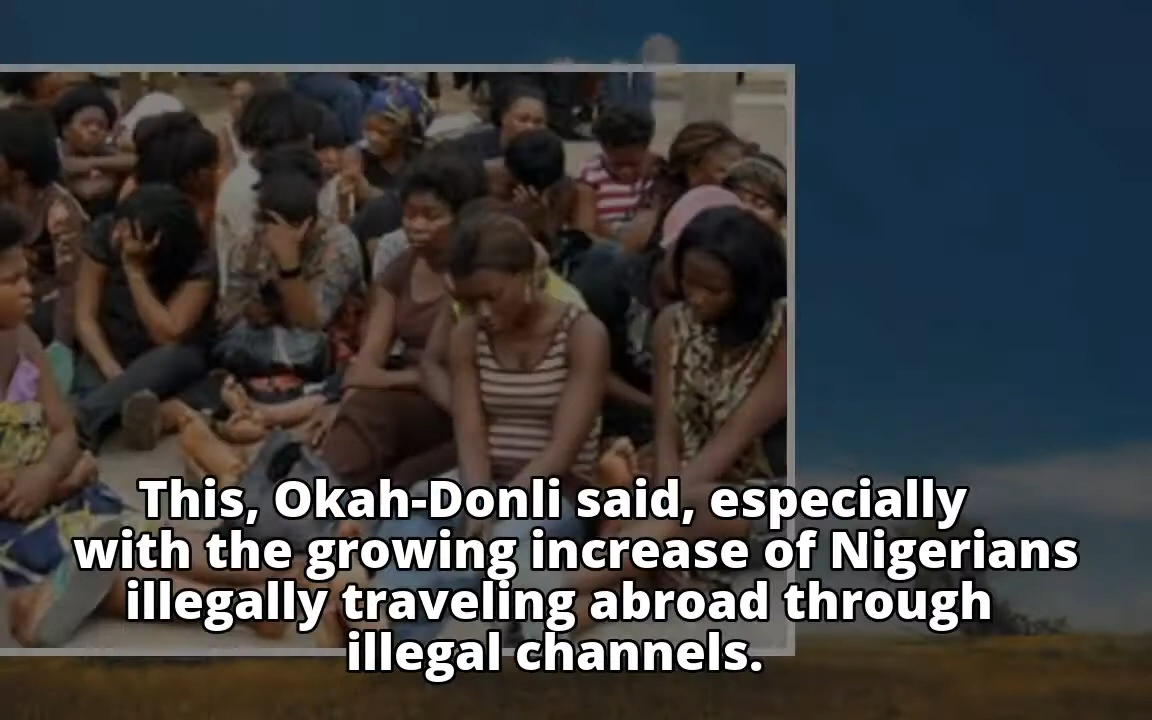 This, Okah-Donli said, especially
with the growing increase of Nigerians
illegally traveling abroad through
illegal channels.